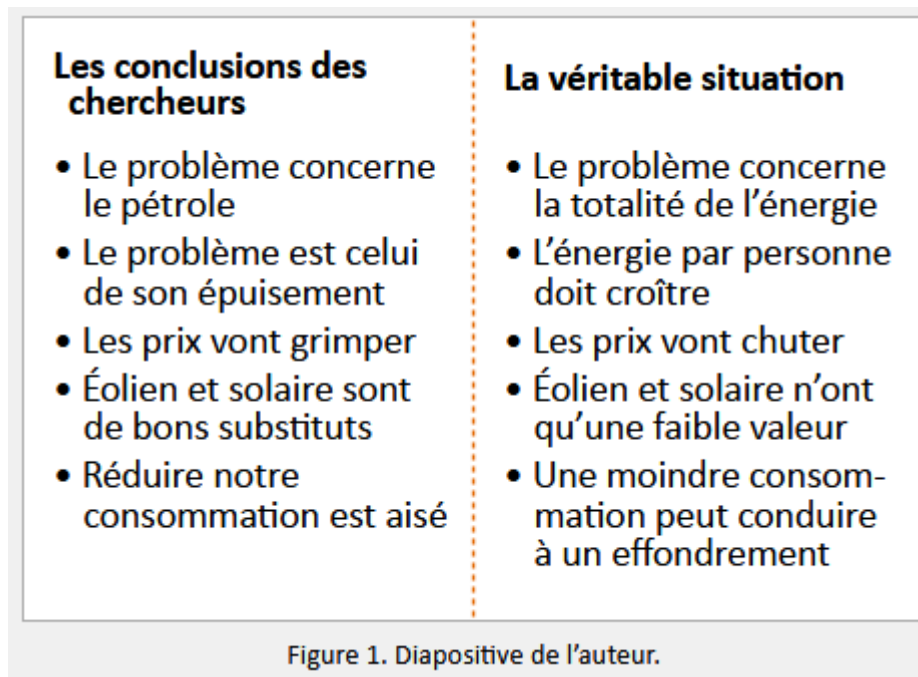 Les conclusions des
chercheurs
• Le problème concerne
le pétrole
• Le problème est celui
de son épuisement
• Les prix vont grimper
• Éolien et solaire sont
de bons substituts
• Réduire notre
consommation est aisé
La véritable situation
• Le problème concerne
la totalité de l’énergie
• L’énergie par personne
doit croître
• Les prix vont chuter
• Éolien et solaire n’ont
qu’une faible valeur
• Une moindre consom-
mation peut conduire
à un effondrement
Figure 1. Diapositive de l’auteur.